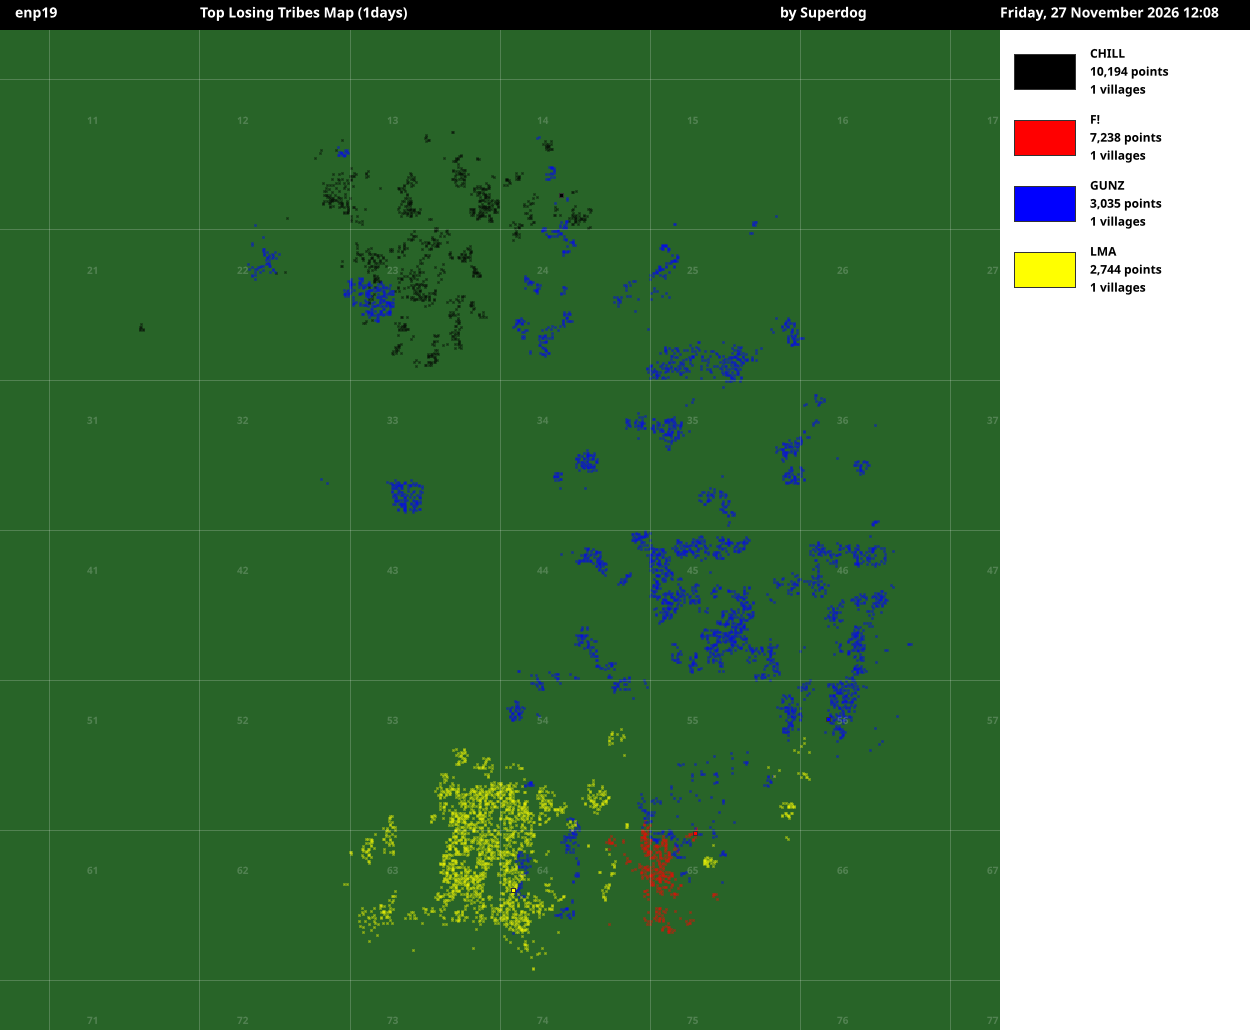 enp19
Top Losing Tribes Map (1days)
by Superdog
Friday, 27 November 2026 12:08
CHILL
10,194 points
1 villages
F!
7,238 points
1 villages
GUNZ
3,035 points
1 villages
LMA
2,744 points
1 villages
11 12 13 14 15 16 17
21 22 23 24 25 26 27
31 32 33 34 35 36 37
41 42 43 44 45 46 47
51 52 53 54 55 56 57
61 62 63 64 65 66 67
71 72 73 74 75 76 77